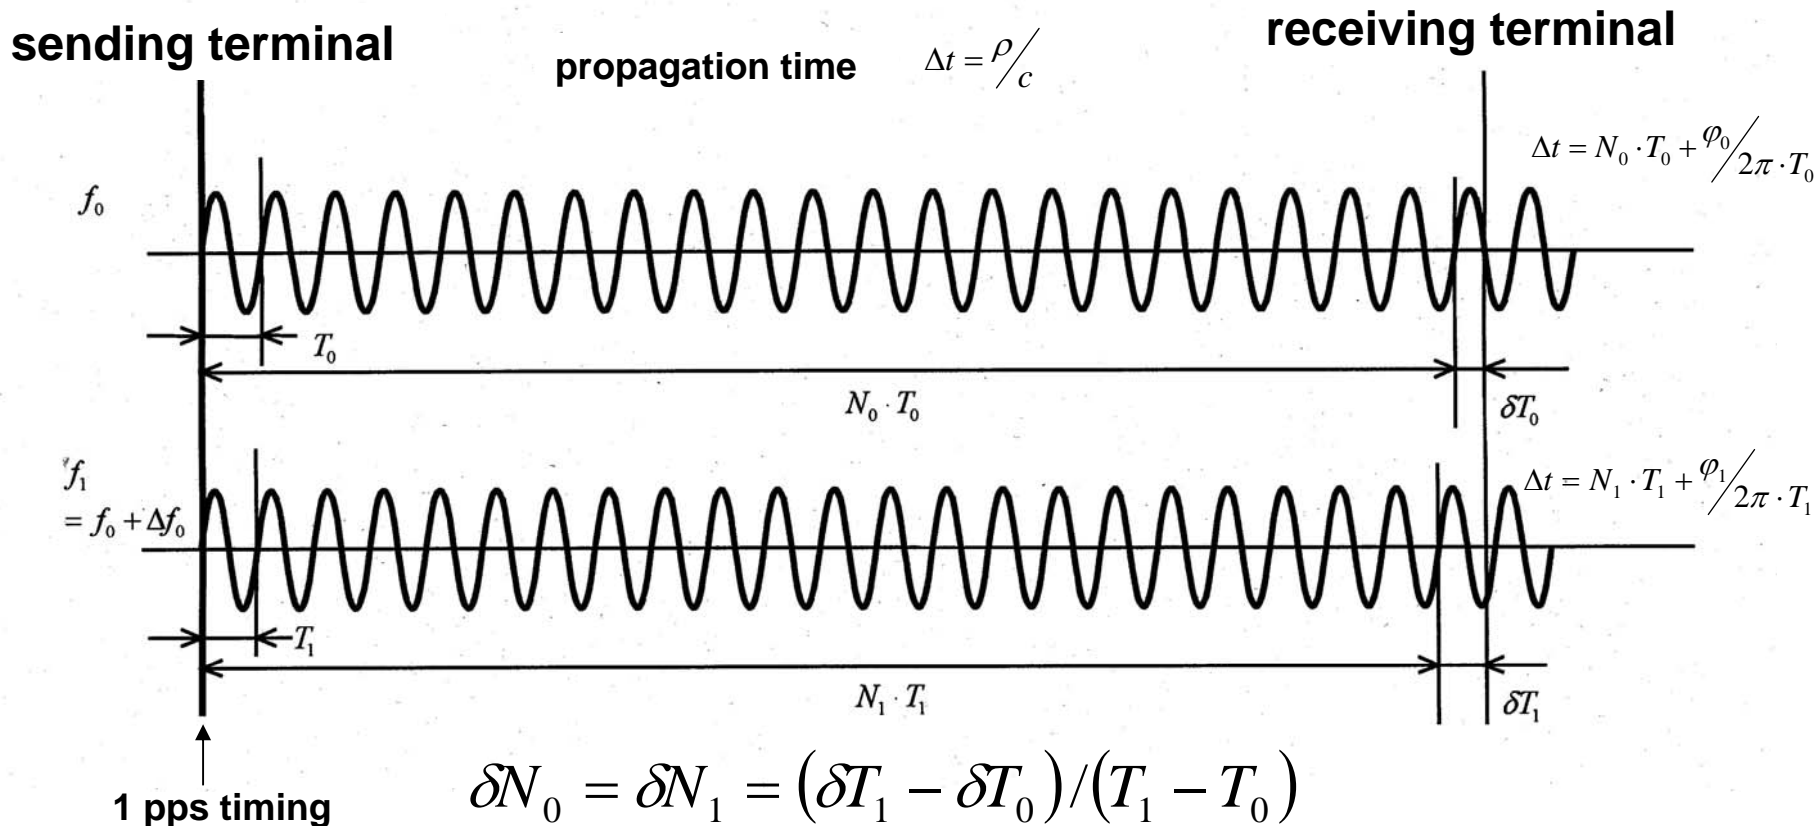 sending terminal
receiving terminal
propagation time Δt = ρ/c
Δt = N₀ · T₀ + φ₀/2π · T₀
f₀
T₀
N₀ · T₀
δT₀
f₁
= f₀ + Δf₀
Δt = N₁ · T₁ + φ₁/2π · T₁
T₁
N₁ · T₁
δT₁
δN₀ = δN₁ = (δT₁ − δT₀)/(T₁ − T₀)
1 pps timing